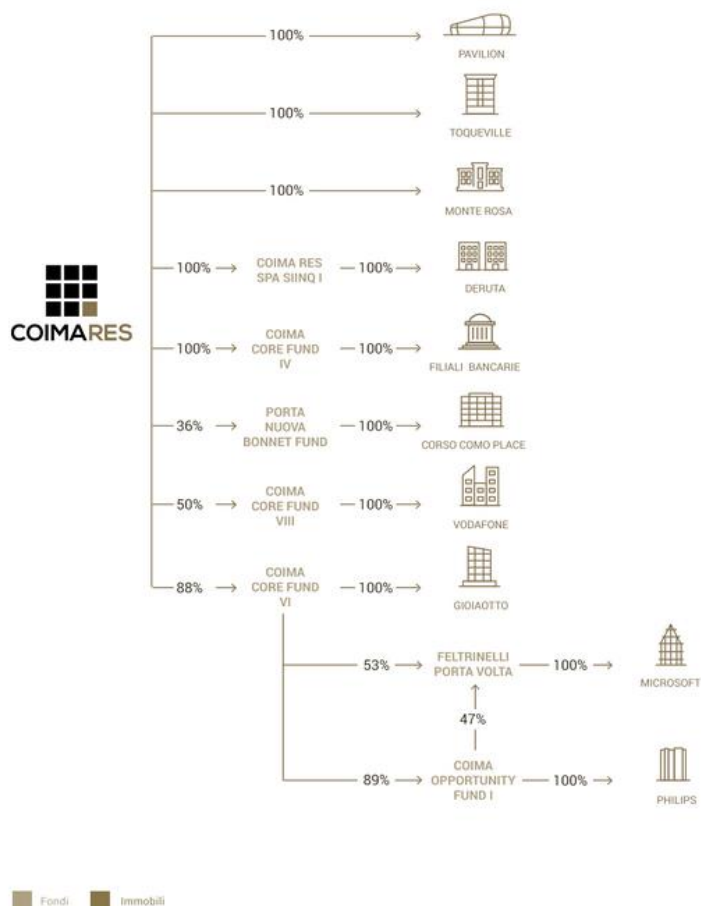 100%
PAVILION
100%
TOQUEVILLE
100%
MONTE ROSA
COIMARES
100%
COIMA RES
SPA SIINQ I
100%
DERUTA
100%
COIMA
CORE FUND
IV
100%
FILIALI BANCARIE
36%
PORTA
NUOVA
BONNET FUND
100%
CORSO COMO PLACE
50%
COIMA
CORE FUND
VIII
100%
VODAFONE
88%
COIMA
CORE FUND
VI
100%
GIOIAOTTO
53%
FELTRINELLI
PORTA VOLTA
100%
MICROSOFT
47%
89%
COIMA
OPPORTUNITY
FUND I
100%
PHILIPS
Fondi
Immobili